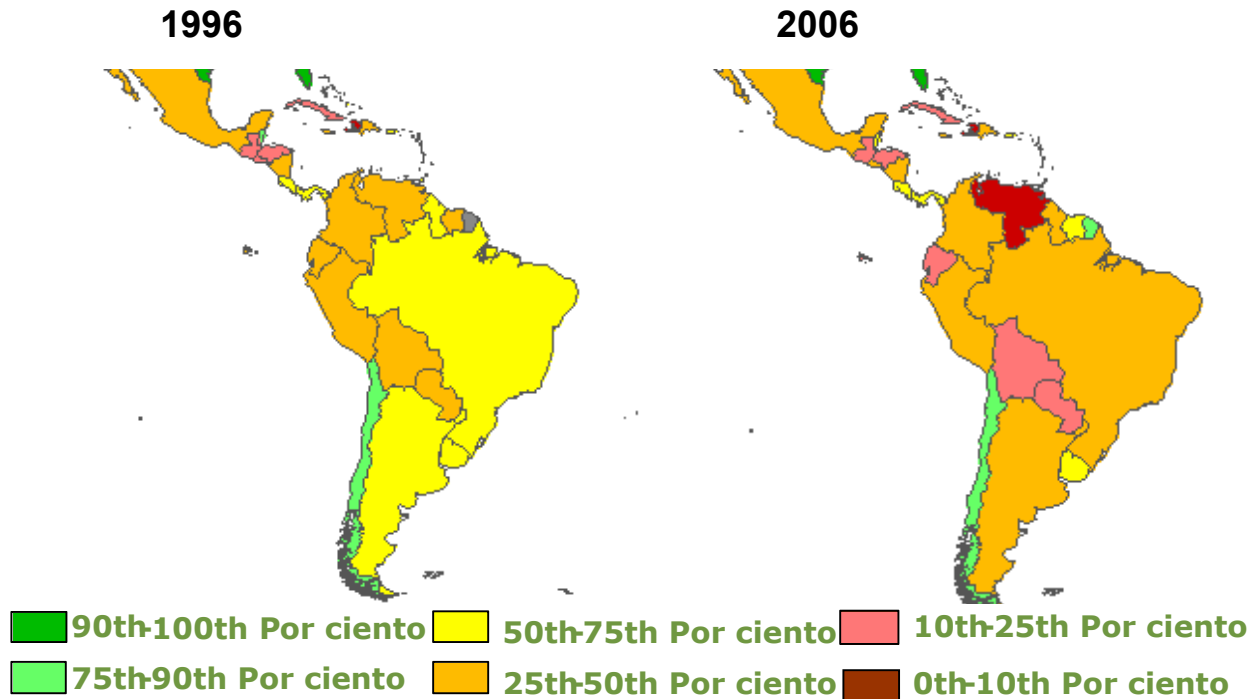 1996
2006
90th-100th Por ciento
50th-75th Por ciento
10th-25th Por ciento
75th-90th Por ciento
25th-50th Por ciento
0th-10th Por ciento